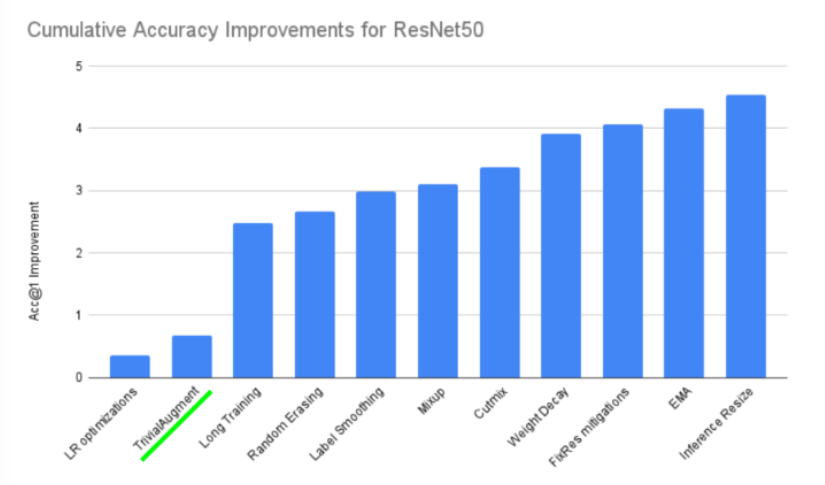 Cumulative Accuracy Improvements for ResNet50
5
4
3
2
1
0
Acc@1 Improvement
LR optimizations
TrivialAugment
Long Training
Random Erasing
Label Smoothing
Mixup
Cutmix
Weight Decay
FixRes mitigations
EMA
Inference Resize